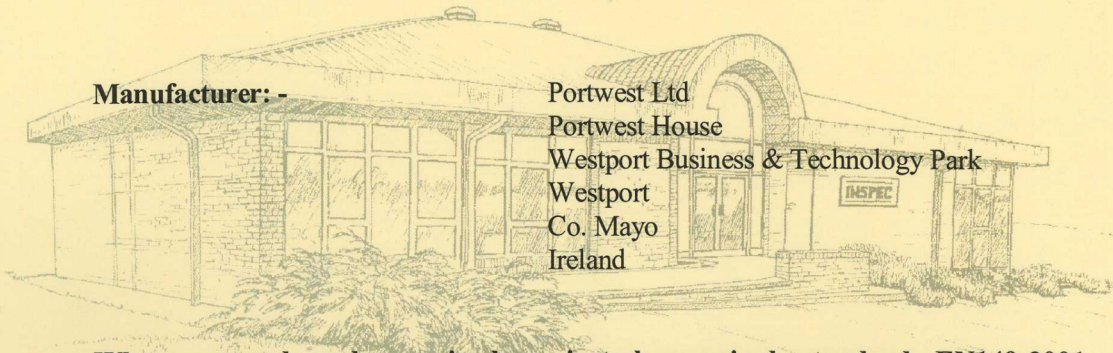 Manufacturer: - Portwest Ltd
Portwest House
Westport Business & Technology Park
Westport
Co. Mayo
Ireland
INSPEC